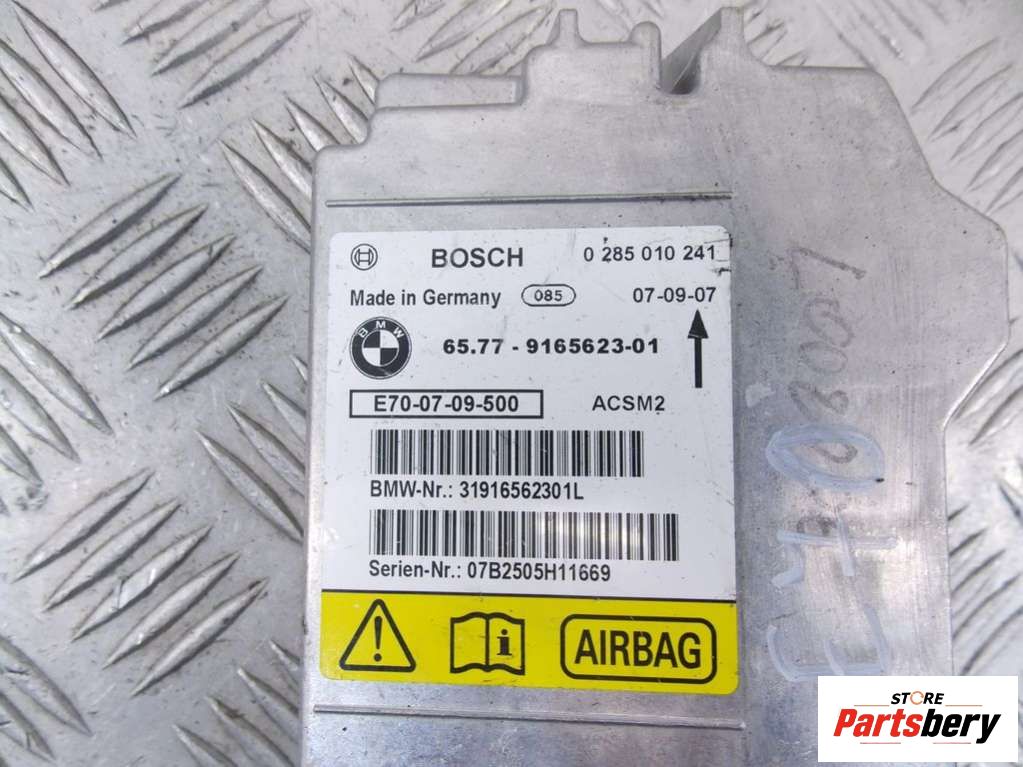 BOSCH 0 285 010 241
Made in Germany 085 07-09-07
BMW 65.77 - 9165623-01
E70-07-09-500 ACSM2
BMW-Nr.: 31916562301L
Serien-Nr.: 07B2505H11669
AIRBAG
E70
STORE
Partsbery